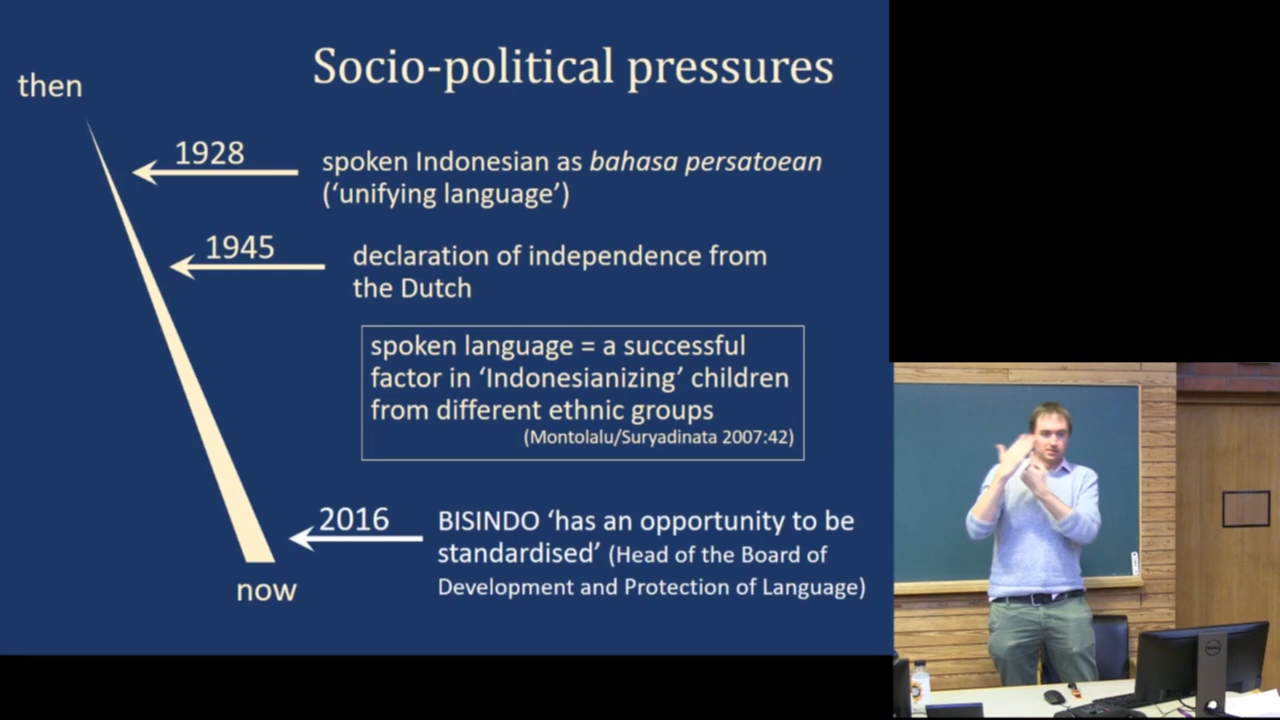 Socio-political pressures
then
1928
spoken Indonesian as bahasa persatoean
(‘unifying language’)
1945
declaration of independence from
the Dutch
spoken language = a successful
factor in ‘Indonesianizing’ children
from different ethnic groups
(Montolalu/Suryadinata 2007:42)
2016
BISINDO ‘has an opportunity to be
standardised’ (Head of the Board of
Development and Protection of Language)
now
DELL